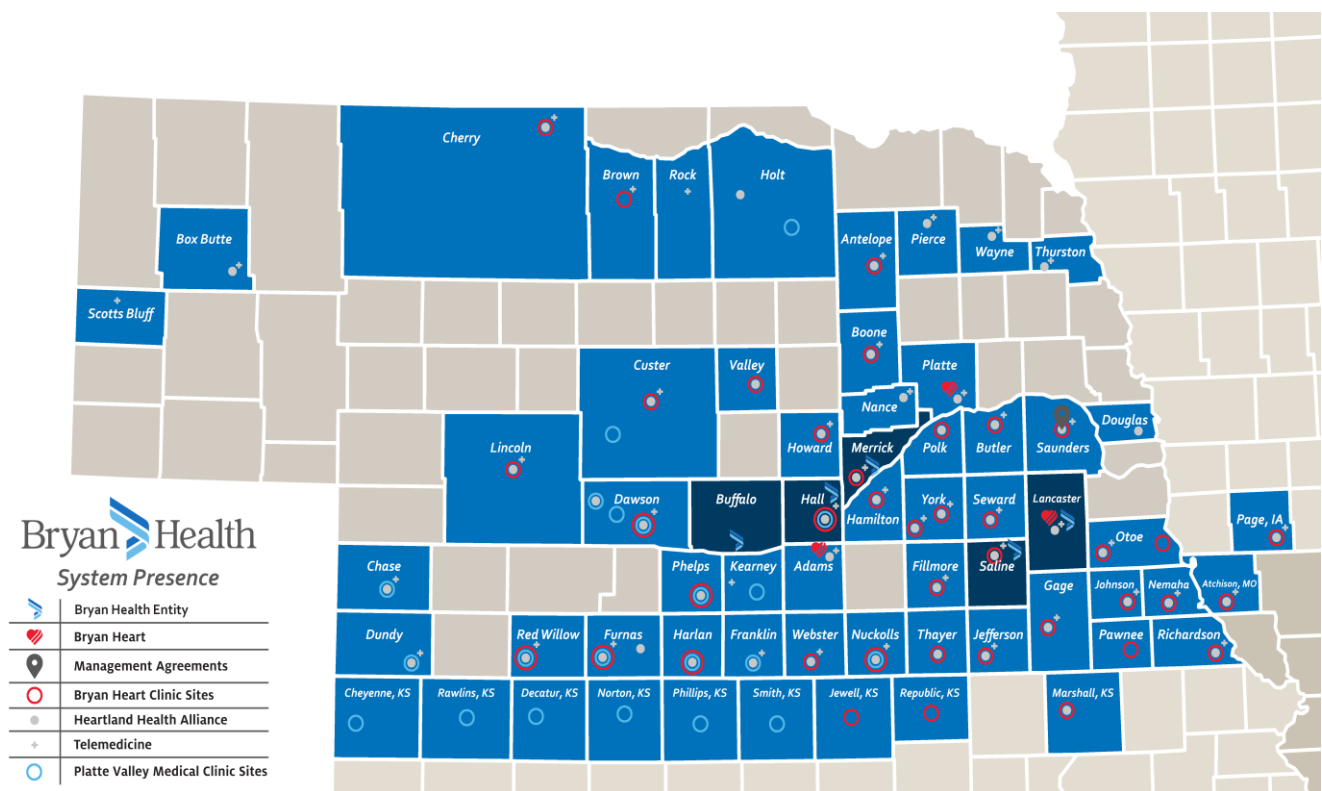 Cherry
Brown
Rock
Holt
Box Butte
Antelope
Pierce
Wayne
Thurston
Scotts Bluff
Boone
Custer
Valley
Platte
Nance
Douglas
Lincoln
Howard
Merrick
Polk
Butler
Saunders
Dawson
Buffalo
Hall
Hamilton
York
Seward
Lancaster
Page, IA
Otoe
Bryan Health
System Presence
Chase
Phelps
Kearney
Adams
Fillmore
Saline
Gage
Johnson
Nemaha
Atchison, MO
Bryan Health Entity
Bryan Heart
Management Agreements
Bryan Heart Clinic Sites
Heartland Health Alliance
Telemedicine
Platte Valley Medical Clinic Sites
Dundy
Red Willow
Furnas
Harlan
Franklin
Webster
Nuckolls
Thayer
Jefferson
Pawnee
Richardson
Cheyenne, KS
Rawlins, KS
Decatur, KS
Norton, KS
Phillips, KS
Smith, KS
Jewell, KS
Republic, KS
Marshall, KS